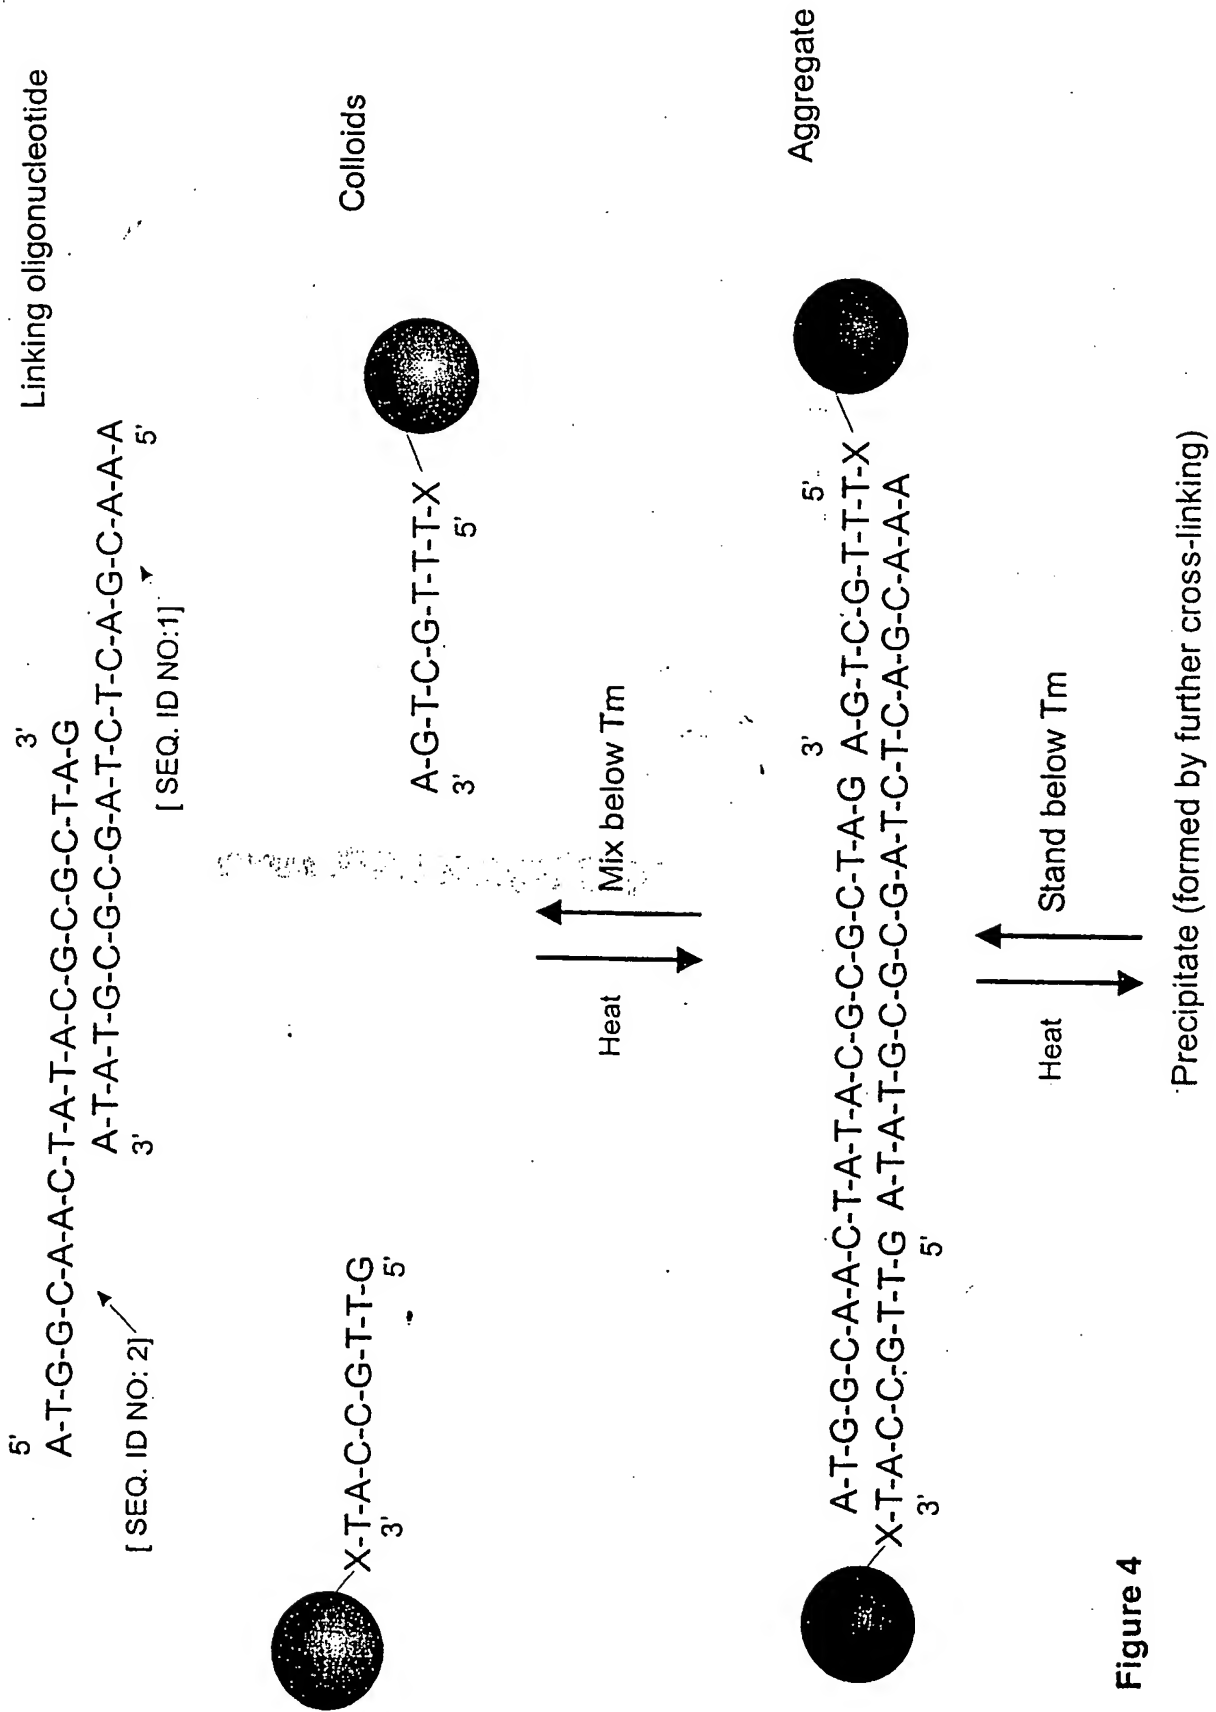 Linking oligonucleotide
5' 3'
A-T-G-G-C-A-A-C-T-A-T-A-C-G-C-G-C-T-A-G
A-T-A-T-G-C-G-C-G-A-T-C-T-C-A-G-C-A-A-A
3' 5'
[SEQ. ID NO: 2]
[SEQ. ID NO:1]
Colloids
X-T-A-C-C-G-T-T-G
3' 5'
A-G-T-C-G-T-T-T-X
3' 5'
Heat
Mix below Tm
Aggregate
3' 5'
A-T-G-G-C-A-A-C-T-A-T-A-C-G-C-G-C-T-A-G A-G-T-C-G-T-T-T-X
X-T-A-C-C-G-T-T-G A-T-A-T-G-C-G-C-G-A-T-C-T-C-A-G-C-A-A-A
3' 5'
Heat
Stand below Tm
Precipitate (formed by further cross-linking)
Figure 4